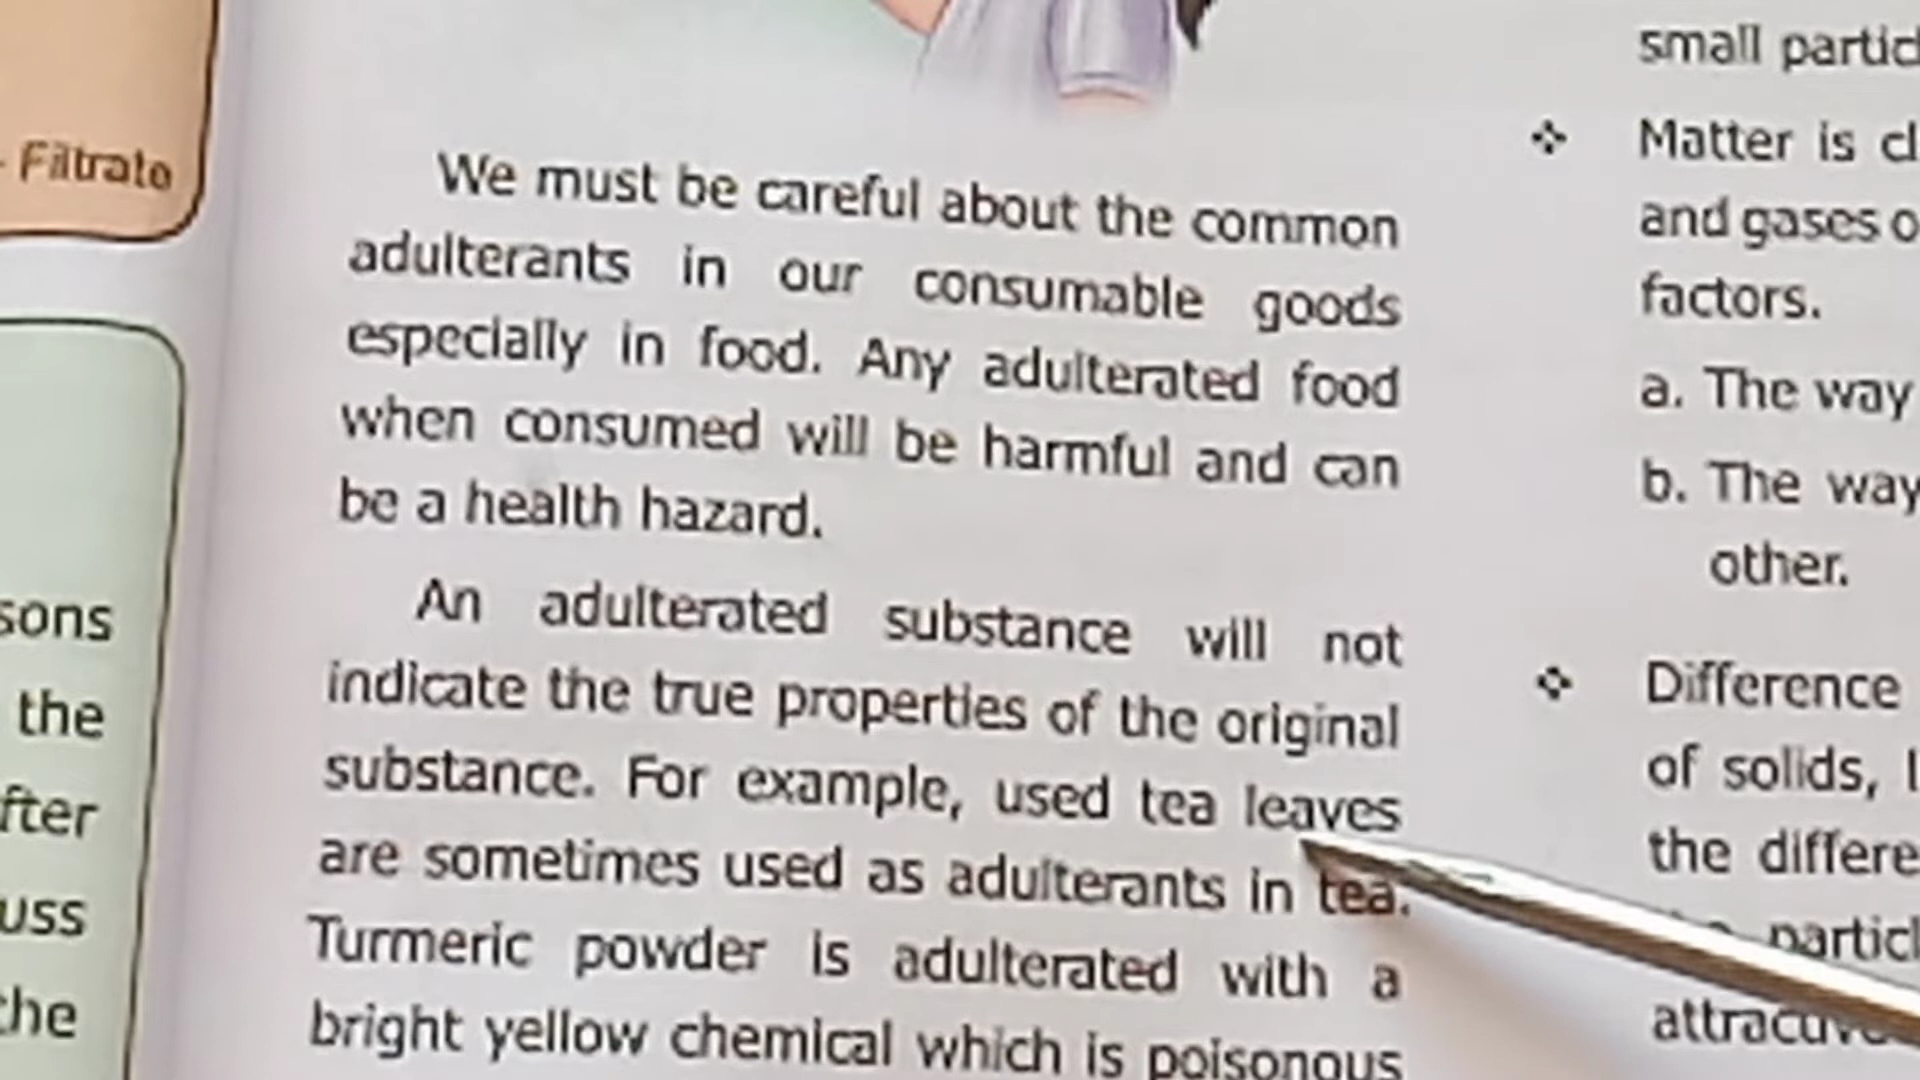 - Filtrate
sons
the
fter
uss
the
We must be careful about the common
adulterants in our consumable goods
especially in food. Any adulterated food
when consumed will be harmful and can
be a health hazard.
An adulterated substance will not
indicate the true properties of the original
substance. For example, used tea leaves
are sometimes used as adulterants in tea.
Turmeric powder is adulterated with a
bright yellow chemical which is poisonous
small particl
❖ Matter is cl
and gases o
factors.
a. The way
b. The way
other.
❖ Difference
of solids, l
the differe
particl